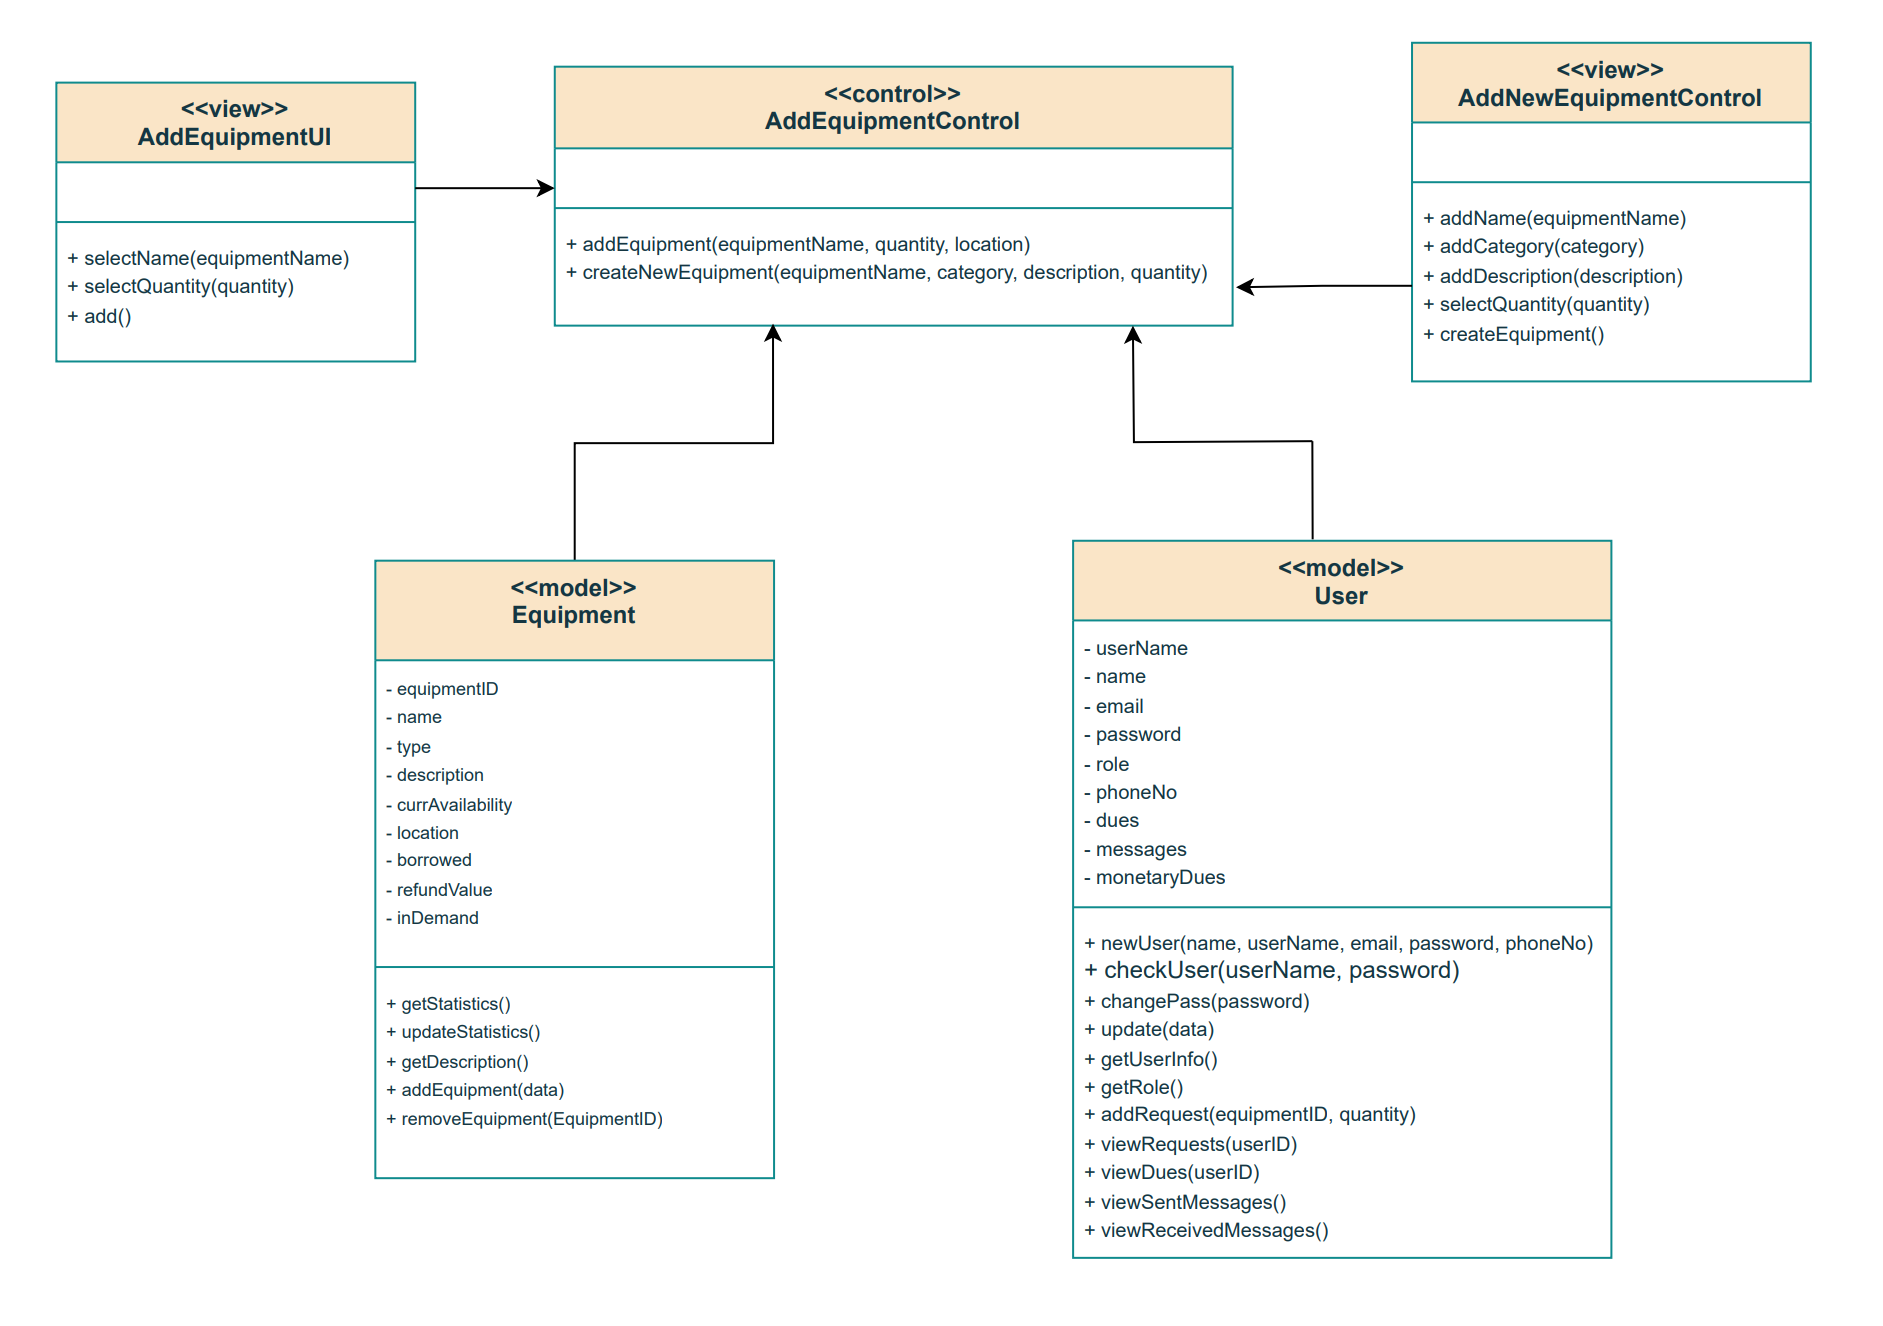 <<view>>
AddEquipmentUI
+ selectName(equipmentName)
+ selectQuantity(quantity)
+ add()
<<control>>
AddEquipmentControl
+ addEquipment(equipmentName, quantity, location)
+ createNewEquipment(equipmentName, category, description, quantity)
<<view>>
AddNewEquipmentControl
+ addName(equipmentName)
+ addCategory(category)
+ addDescription(description)
+ selectQuantity(quantity)
+ createEquipment()
<<model>>
Equipment
- equipmentID
- name
- type
- description
- currAvailability
- location
- borrowed
- refundValue
- inDemand
+ getStatistics()
+ updateStatistics()
+ getDescription()
+ addEquipment(data)
+ removeEquipment(EquipmentID)
<<model>>
User
- userName
- name
- email
- password
- role
- phoneNo
- dues
- messages
- monetaryDues
+ newUser(name, userName, email, password, phoneNo)
+ checkUser(userName, password)
+ changePass(password)
+ update(data)
+ getUserInfo()
+ getRole()
+ addRequest(equipmentID, quantity)
+ viewRequests(userID)
+ viewDues(userID)
+ viewSentMessages()
+ viewReceivedMessages()